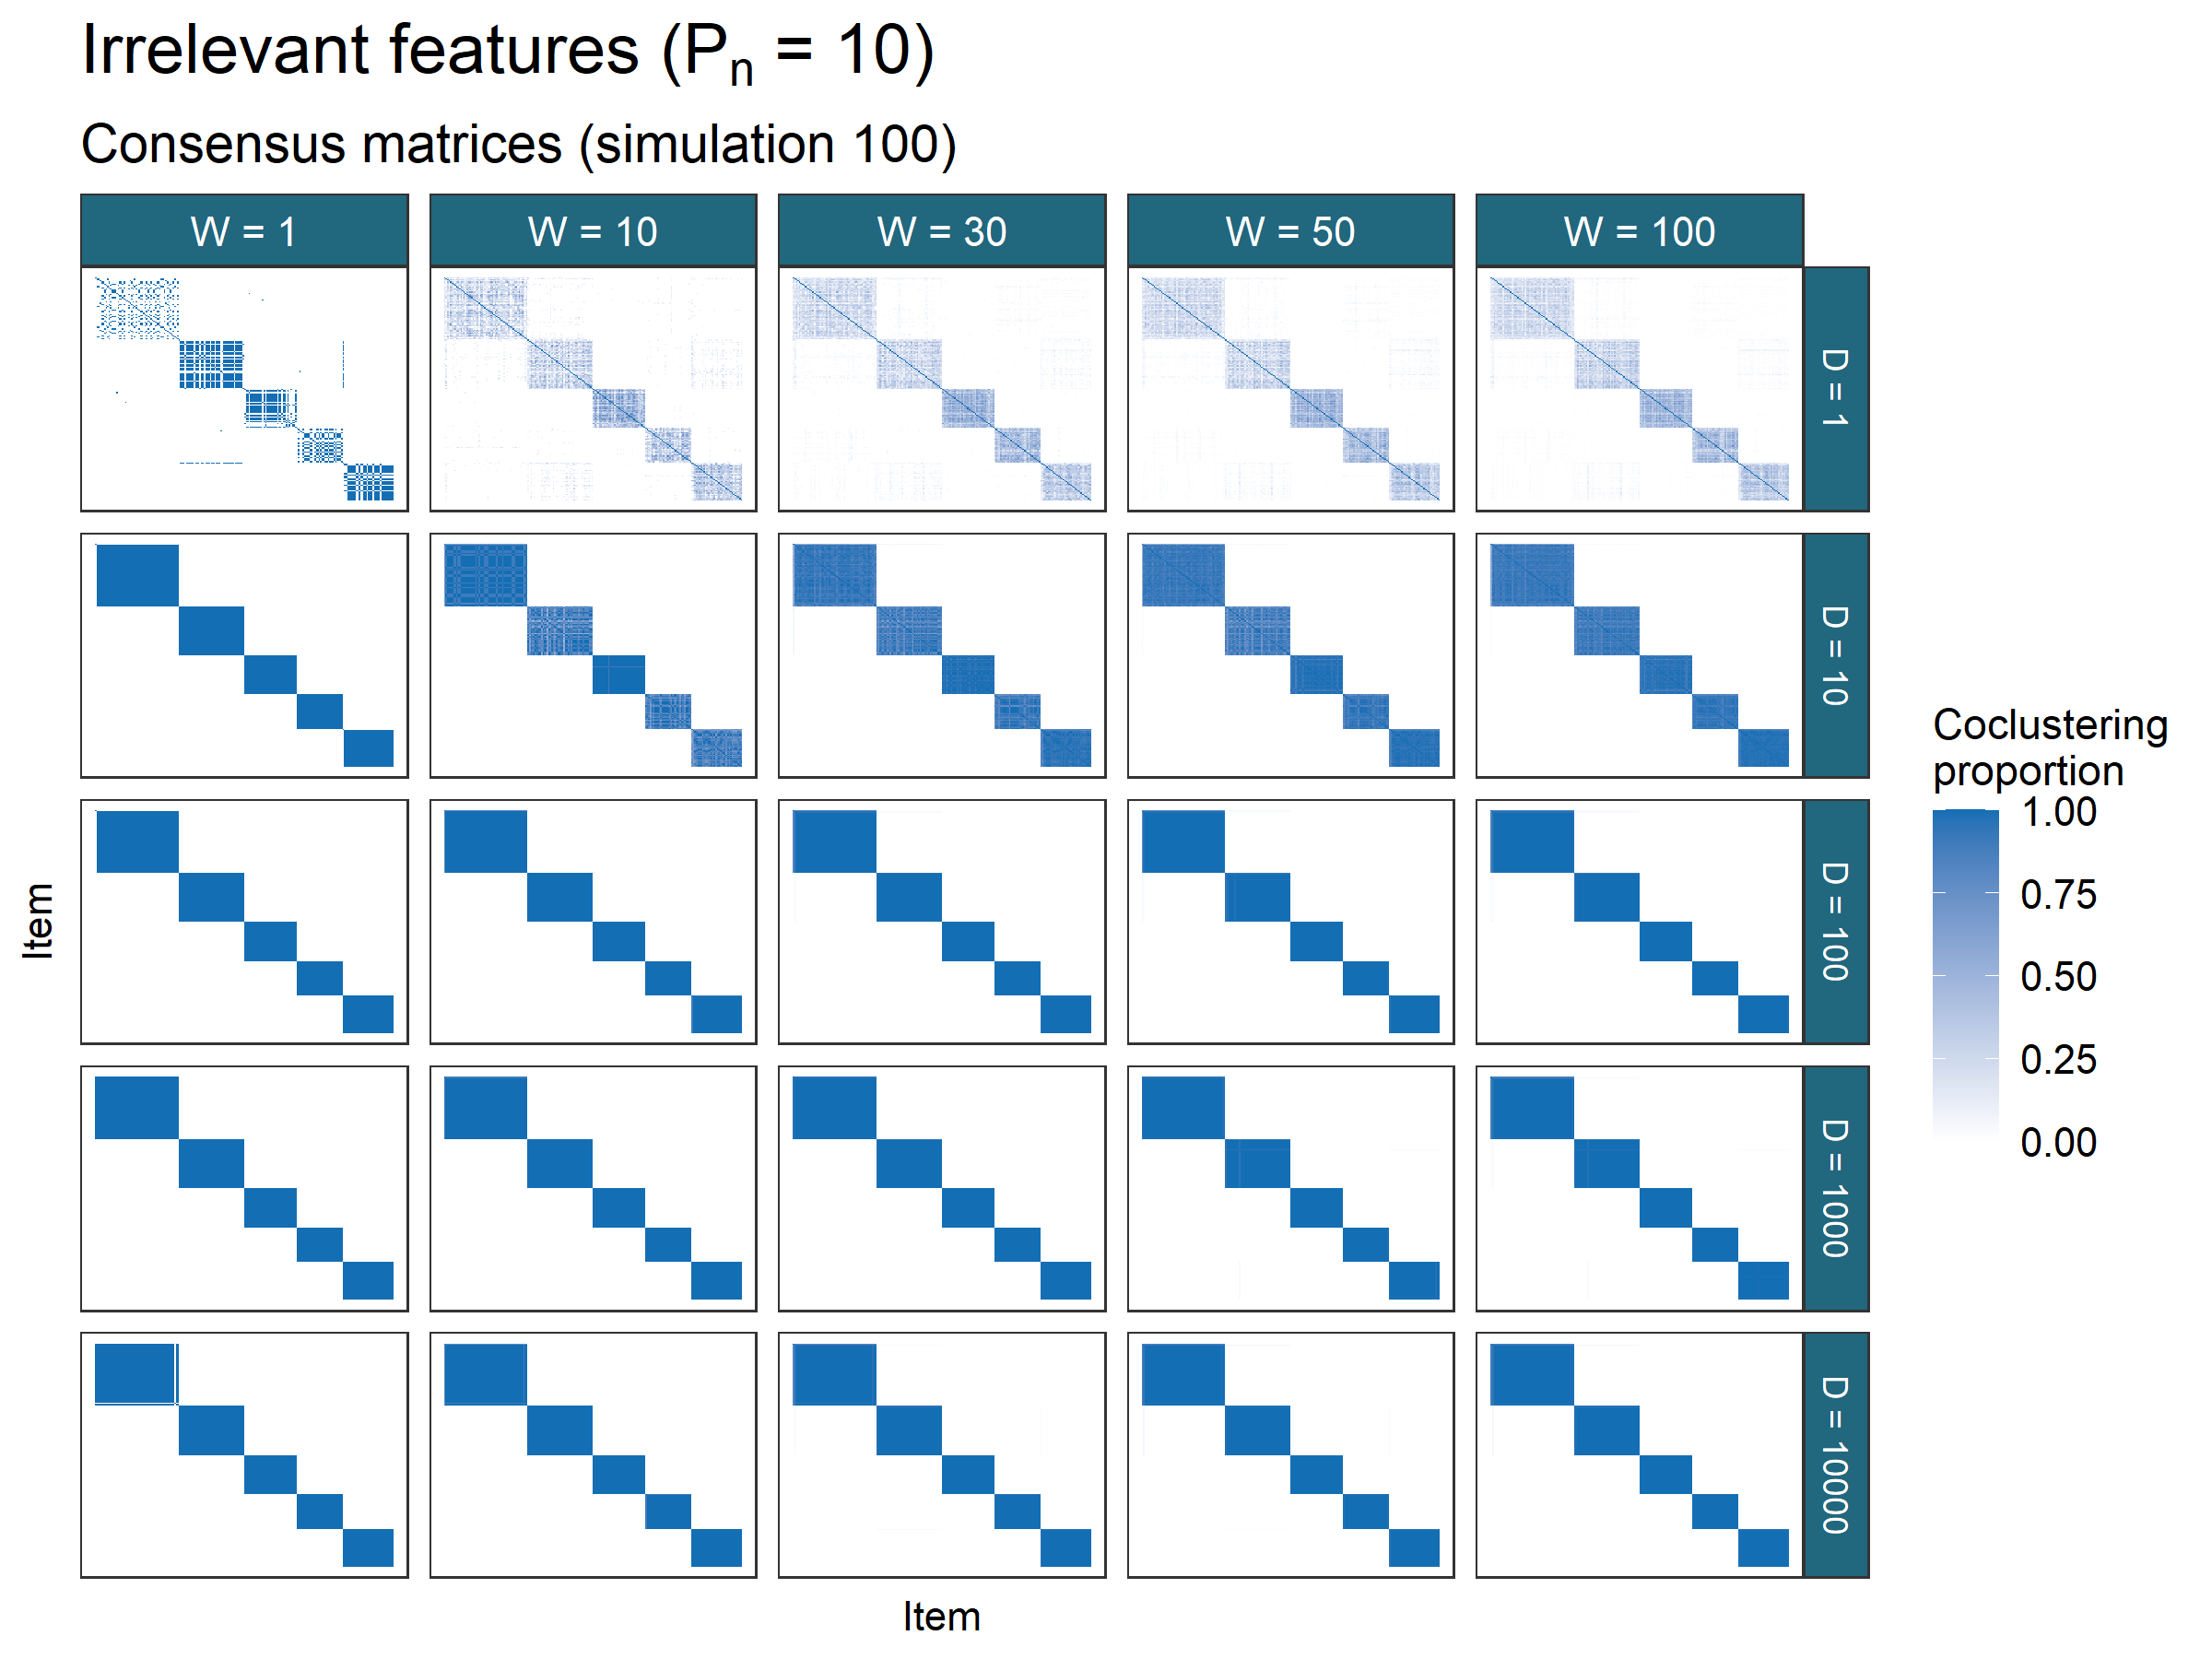 Irrelevant features (Pn = 10)
Consensus matrices (simulation 100)
W = 1
W = 10
W = 30
W = 50
W = 100
D = 1
D = 10
D = 100
D = 1000
D = 10000
Item
Item
Coclustering
proportion
1.00
0.75
0.50
0.25
0.00